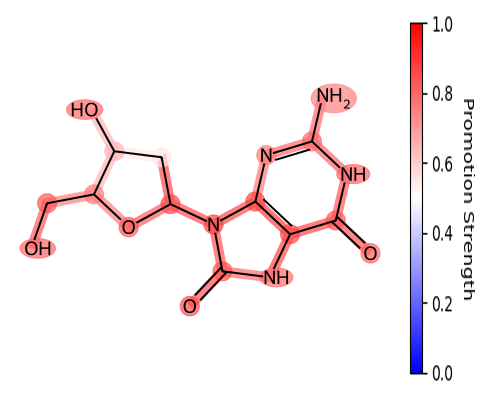 HO
OH
O
N
O
NH
N
NH₂
NH
O
1.0
0.8
0.6
0.4
0.2
0.0
Promotion Strength